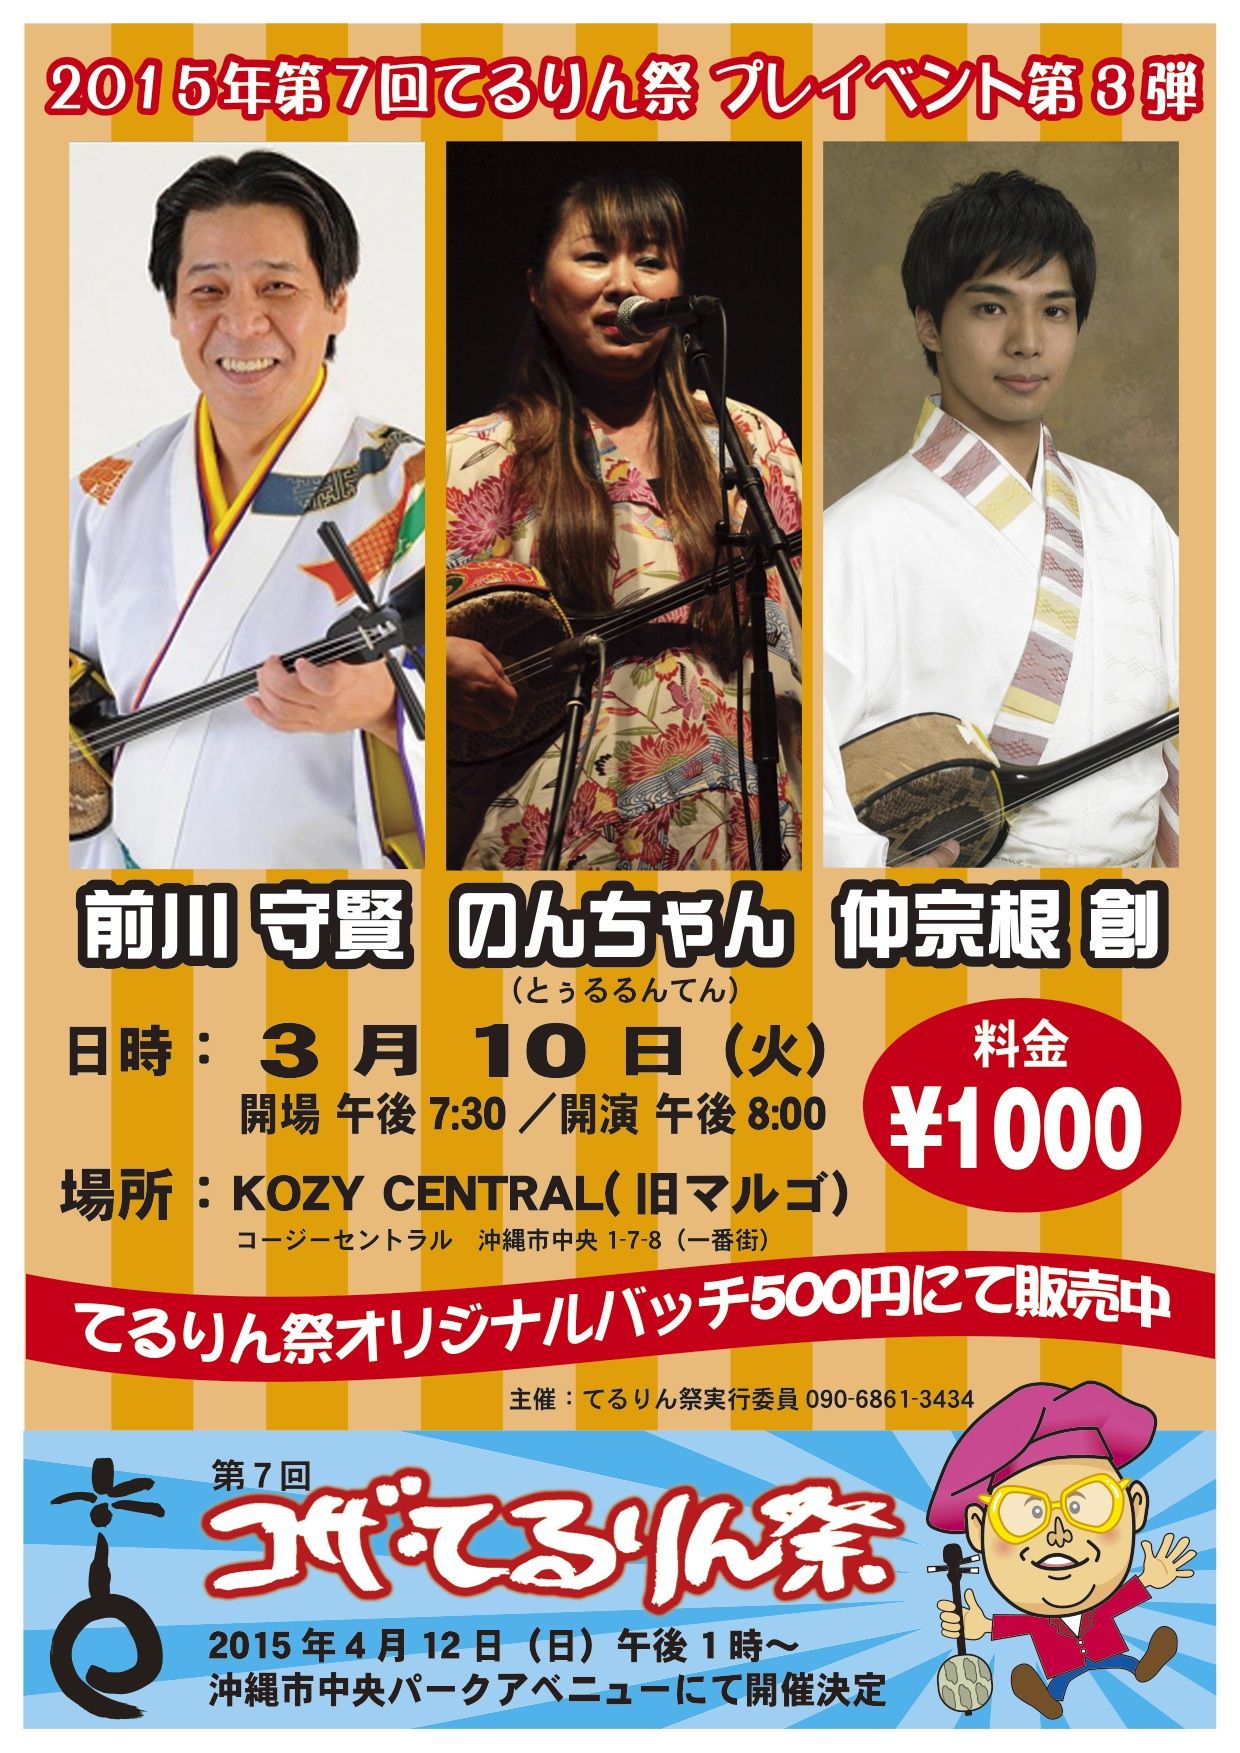 2015年第7回てるりん祭 プレイベント第3弾
前川 守賢 のんちゃん 仲宗根 創
(とぅるるんてん)
日時： 3 月 10 日 (火)
開場 午後 7:30 ／開演 午後 8:00
料金
¥1000
場所：KOZY CENTRAL(旧マルゴ)
コージーセントラル 沖縄市中央 1-7-8（一番街）
てるりん祭オリジナルバッチ500円にて販売中
主催：てるりん祭実行委員 090-6861-3434
第7回
コザ・てるりん祭
2015 年 4 月 12 日（日）午後 1 時～
沖縄市中央パークアベニューにて開催決定